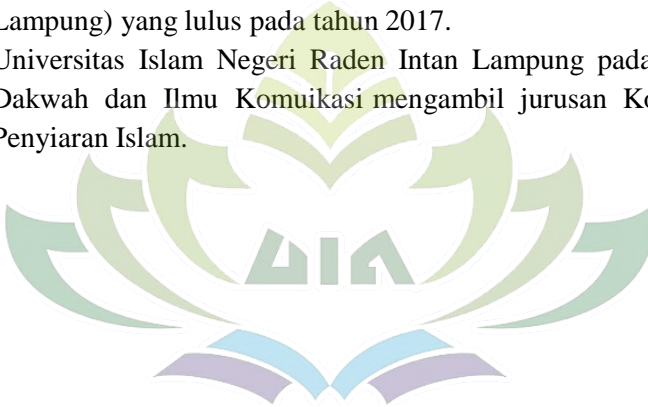 Lampung) yang lulus pada tahun 2017.
Universitas Islam Negeri Raden Intan Lampung pada
Dakwah dan Ilmu Komuikasi mengambil jurusan
Penyiaran Islam.
UIN